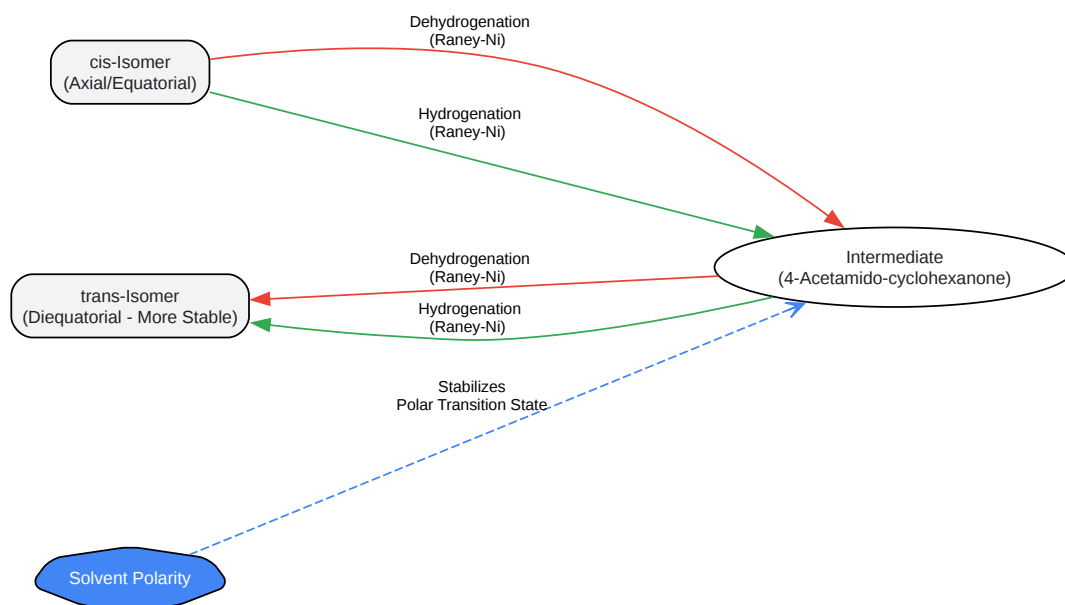 Dehydrogenation
(Raney-Ni)
cis-Isomer
(Axial/Equatorial)
Hydrogenation
(Raney-Ni)
Dehydrogenation
(Raney-Ni)
Intermediate
(4-Acetamido-cyclohexanone)
trans-Isomer
(Diequatorial - More Stable)
Hydrogenation
(Raney-Ni)
Stabilizes
Polar Transition State
Solvent Polarity